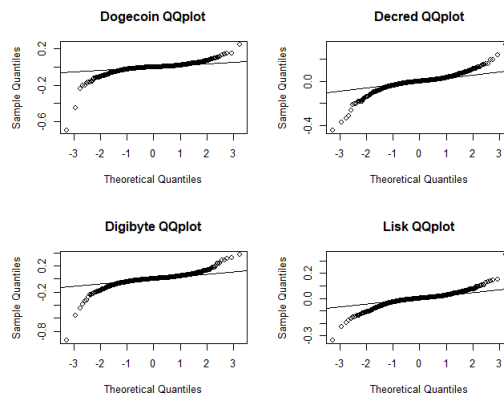 Dogecoin QQplot
Sample Quantiles
0.2
-0.2
-0.6
-3 -2 -1 0 1 2 3
Theoretical Quantiles
Decred QQplot
Sample Quantiles
0.0
-0.4
-3 -2 -1 0 1 2 3
Theoretical Quantiles
Digibyte QQplot
Sample Quantiles
0.2
-0.2
-0.8
-3 -2 -1 0 1 2 3
Theoretical Quantiles
Lisk QQplot
Sample Quantiles
0.2
0.0
-0.3
-3 -2 -1 0 1 2 3
Theoretical Quantiles